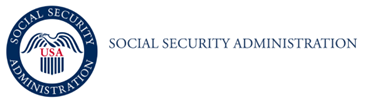 SOCIAL SECURITY
USA
ADMINISTRATION
SOCIAL SECURITY ADMINISTRATION